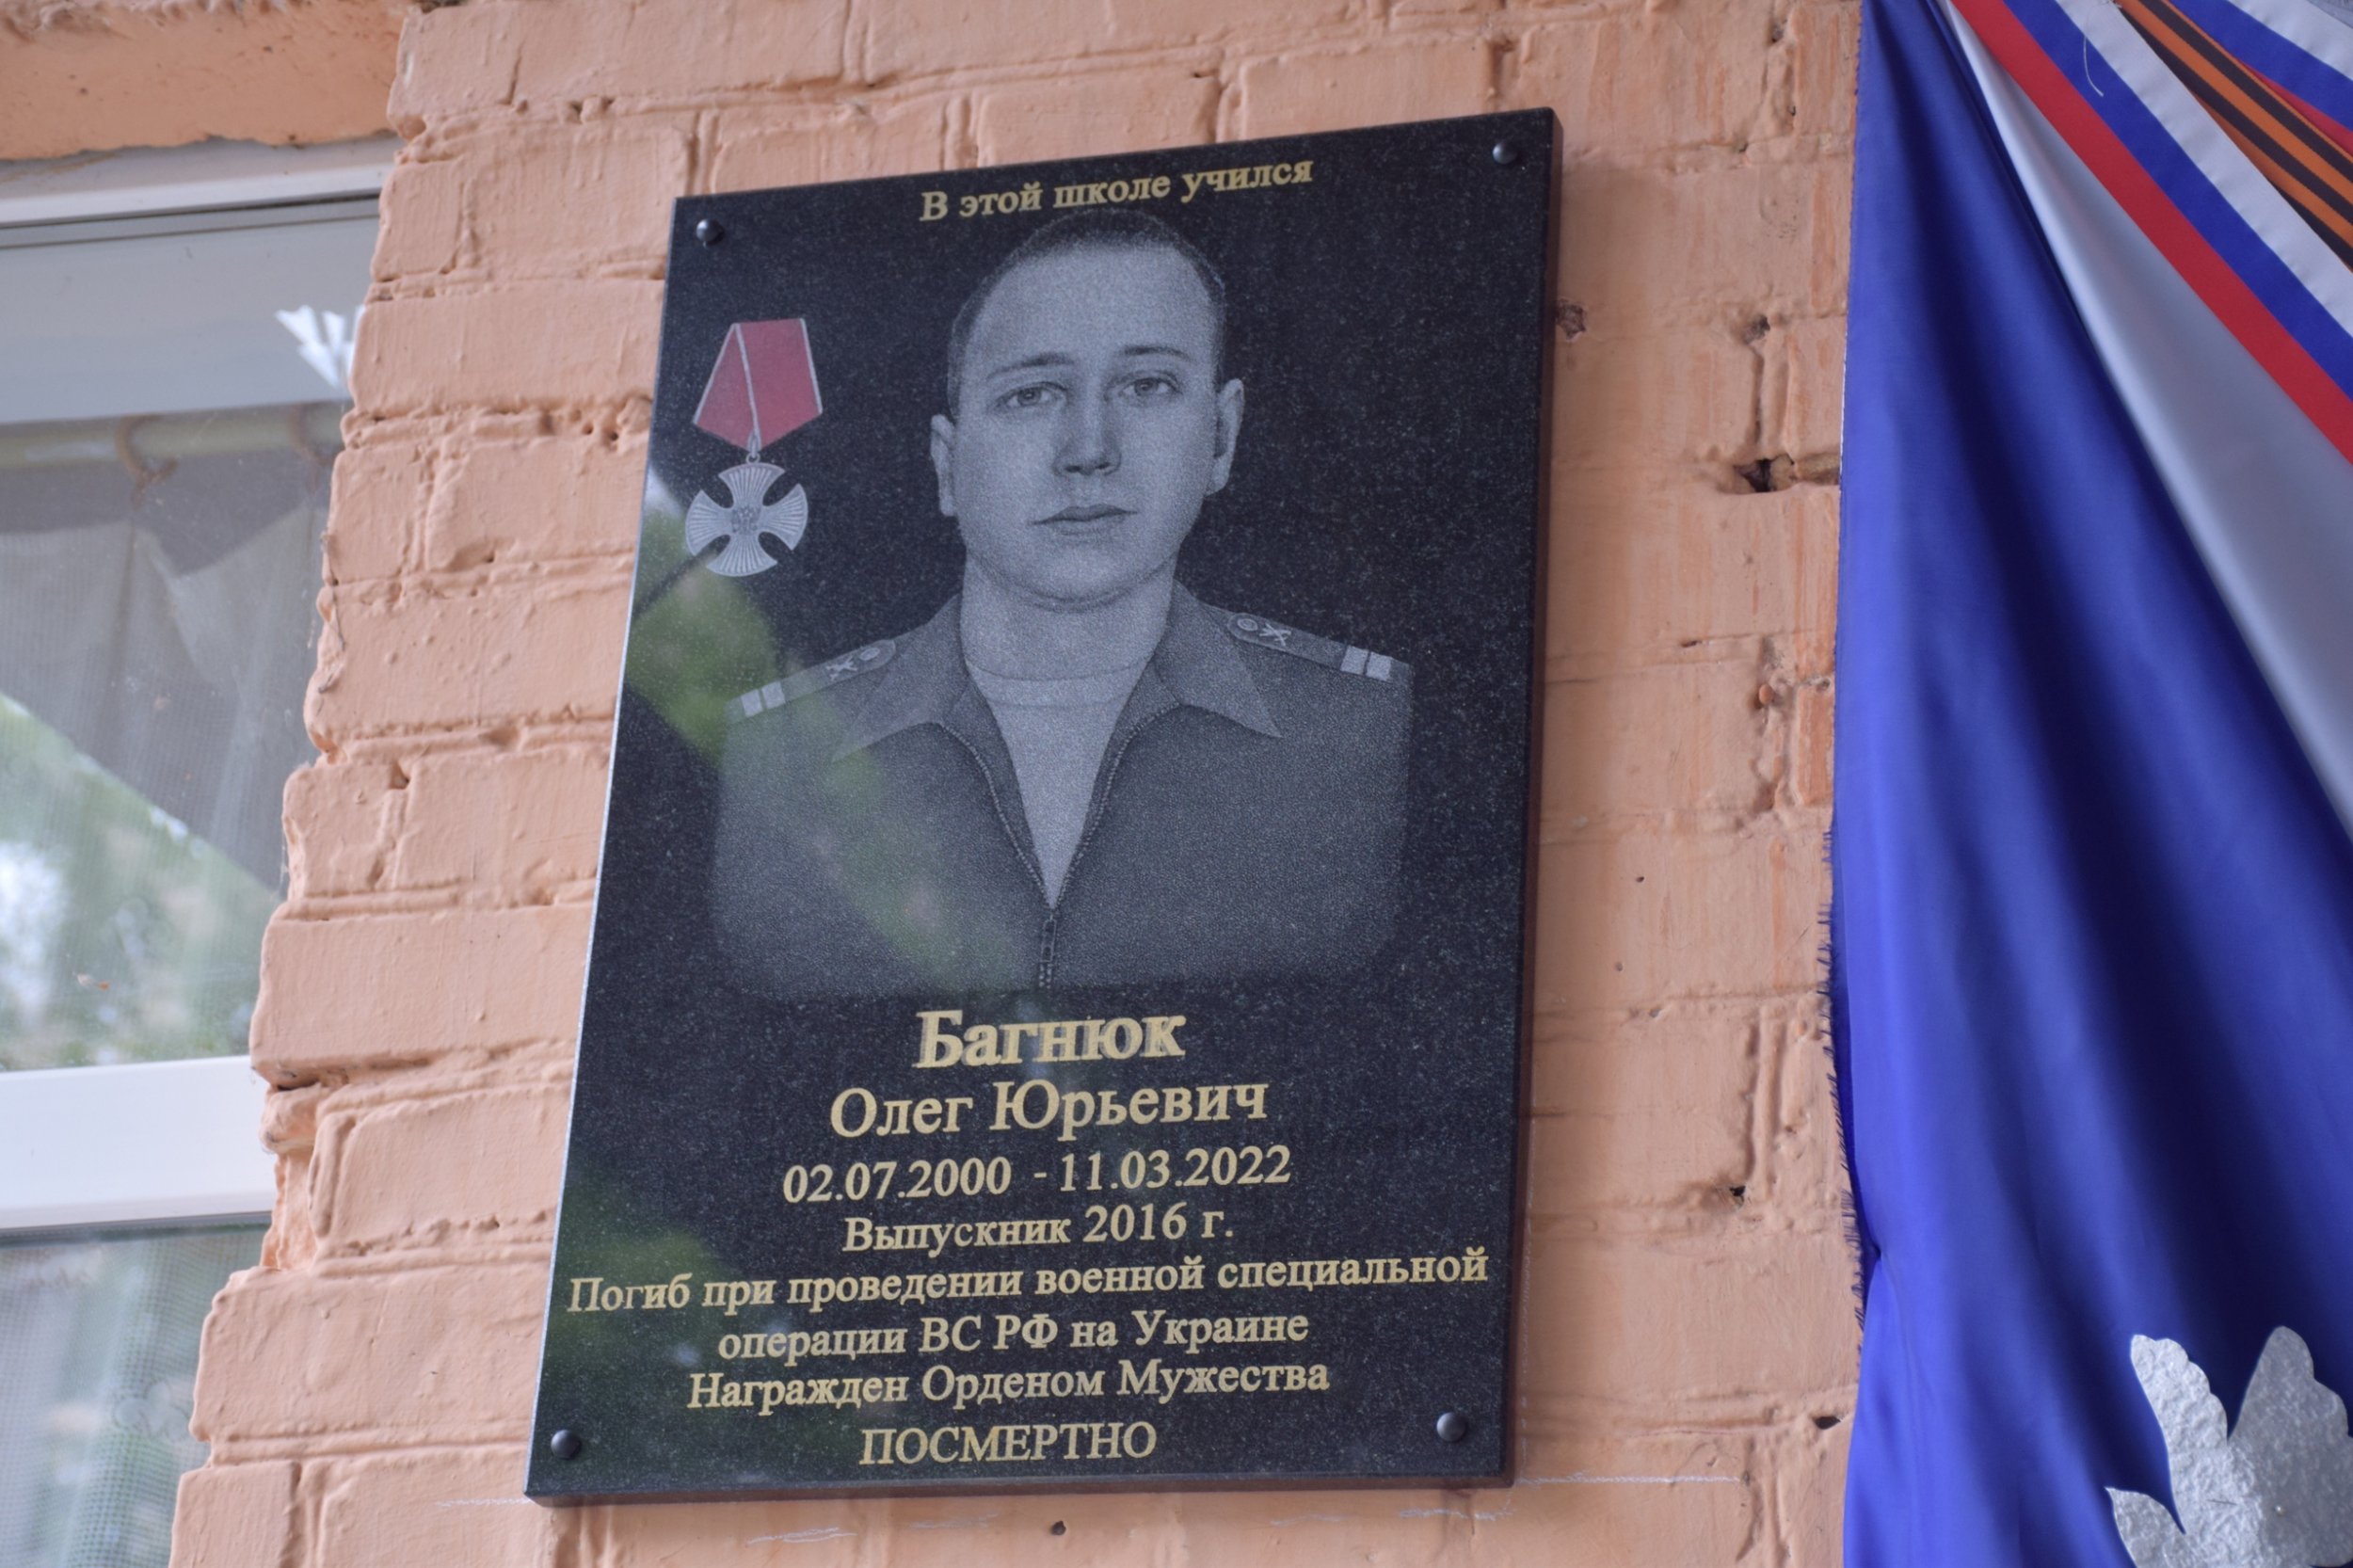 В этой школе учился
Багнюк
Олег Юрьевич
02.07.2000 - 11.03.2022
Выпускник 2016 г.
Погиб при проведении военной специальной
операции ВС РФ на Украине
Награжден Орденом Мужества
ПОСМЕРТНО